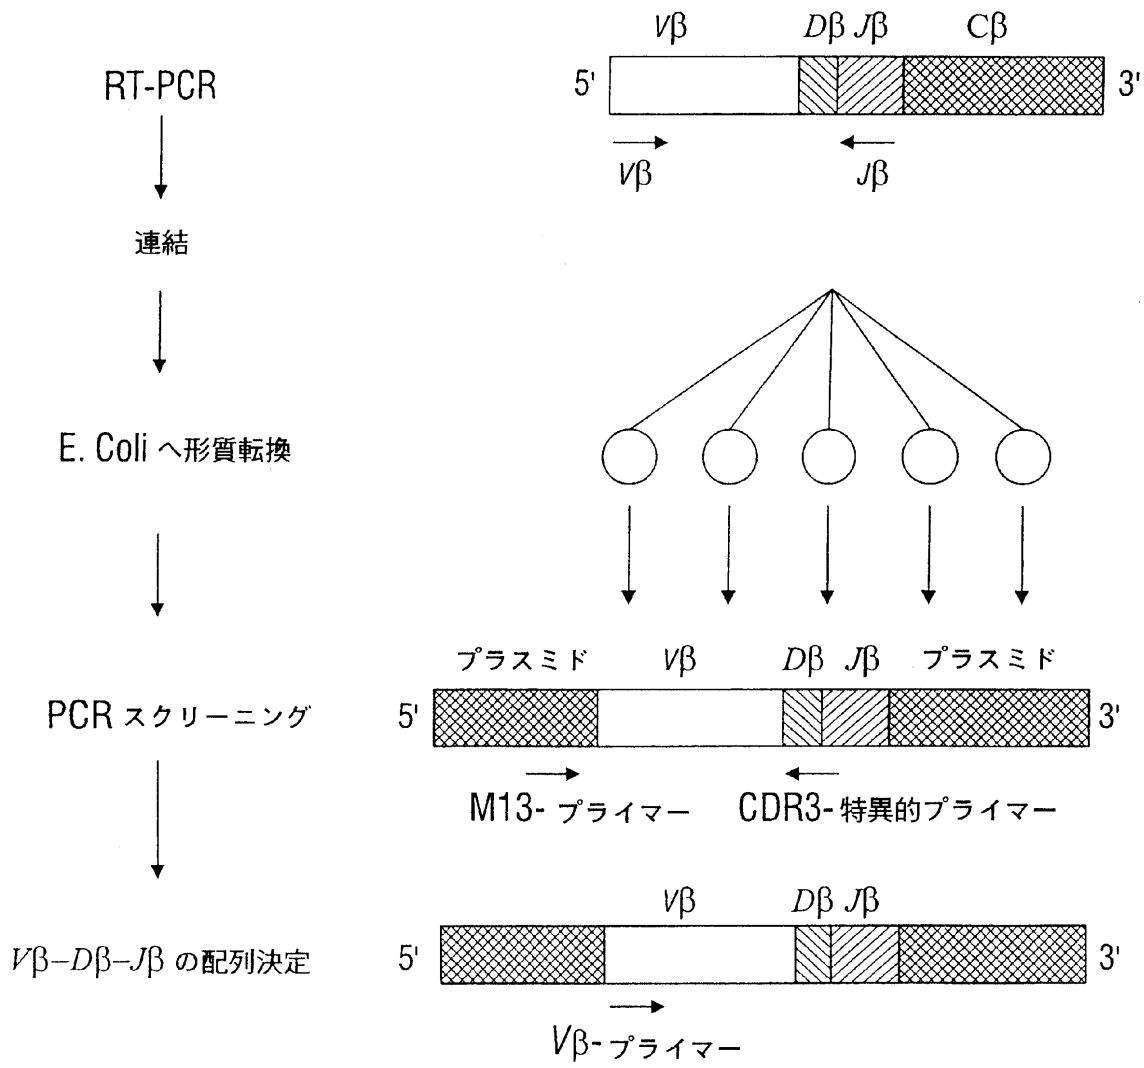 Vβ Dβ Jβ Cβ
RT-PCR 5' 3'
Vβ Jβ
連結
E. Coli へ形質転換
プラスミド Vβ Dβ Jβ プラスミド
PCR スクリーニング 5' 3'
M13- プライマー CDR3- 特異的プライマー
Vβ Dβ Jβ
Vβ–Dβ–Jβ の配列決定 5' 3'
Vβ- プライマー